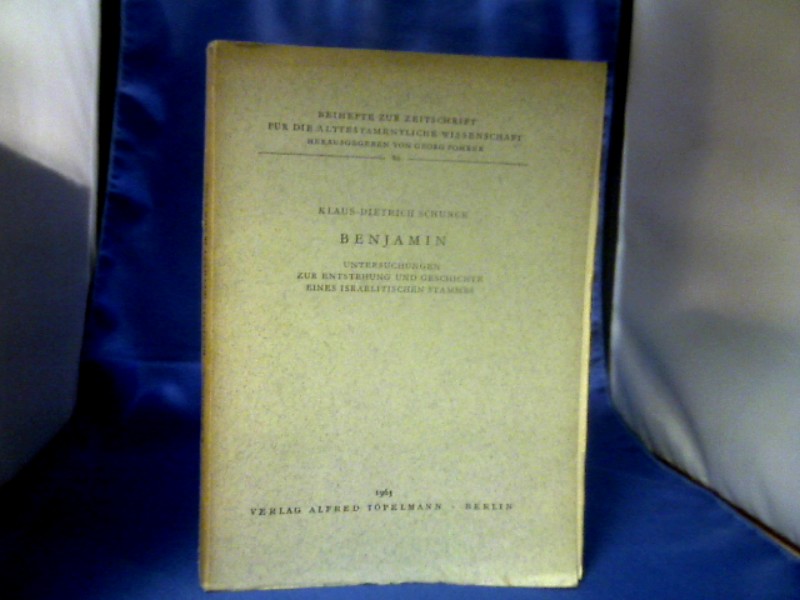 BEIHEFTE ZUR ZEITSCHRIFT
FÜR DIE ALTTESTAMENTLICHE WISSENSCHAFT
HERAUSGEGEBEN VON GEORG FOHRER
KLAUS-DIETRICH SCHUNCK
BENJAMIN
UNTERSUCHUNGEN
ZUR ENTSTEHUNG UND GESCHICHTE
EINES ISRAELITISCHEN STAMMES
1963
VERLAG ALFRED TÖPELMANN · BERLIN